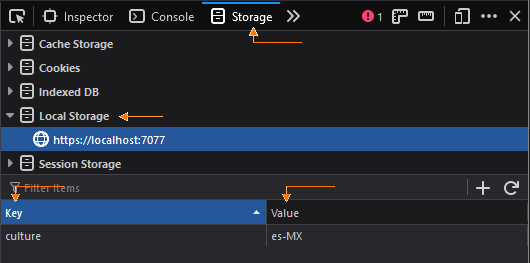 Inspector Console Storage 1
Cache Storage
Cookies
Indexed DB
Local Storage
https://localhost:7077
Session Storage
Filter Items
Key Value
culture es-MX